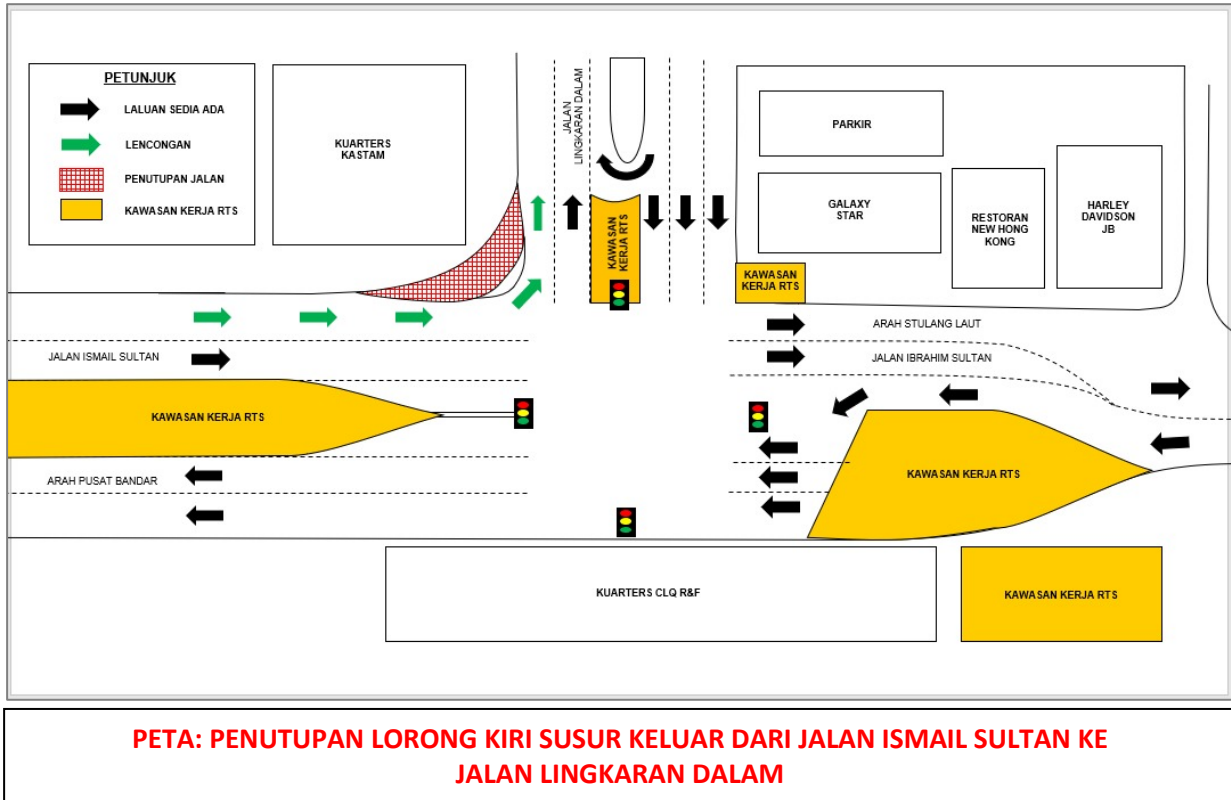 PETUNJUK
LALUAN SEDIA ADA
LENCONGAN
PENUTUPAN JALAN
KAWASAN KERJA RTS
KUARTERS
KASTAM
JALAN
LINGKARAN DALAM
KAWASAN
KERJA RTS
PARKIR
GALAXY
STAR
RESTORAN
NEW HONG
KONG
HARLEY
DAVIDSON
JB
KAWASAN
KERJA RTS
ARAH STULANG LAUT
JALAN ISMAIL SULTAN
JALAN IBRAHIM SULTAN
KAWASAN KERJA RTS
KAWASAN KERJA RTS
ARAH PUSAT BANDAR
KUARTERS CLQ R&F
KAWASAN KERJA RTS
PETA: PENUTUPAN LORONG KIRI SUSUR KELUAR DARI JALAN ISMAIL SULTAN KE
JALAN LINGKARAN DALAM